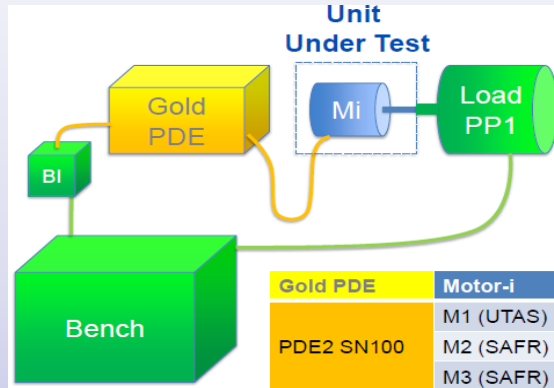 Unit
Under Test
Gold
PDE
Mi
Load
PP1
BI
Bench
Gold PDE
Motor-i
PDE2 SN100
M1 (UTAS)
M2 (SAFR)
M3 (SAFR)